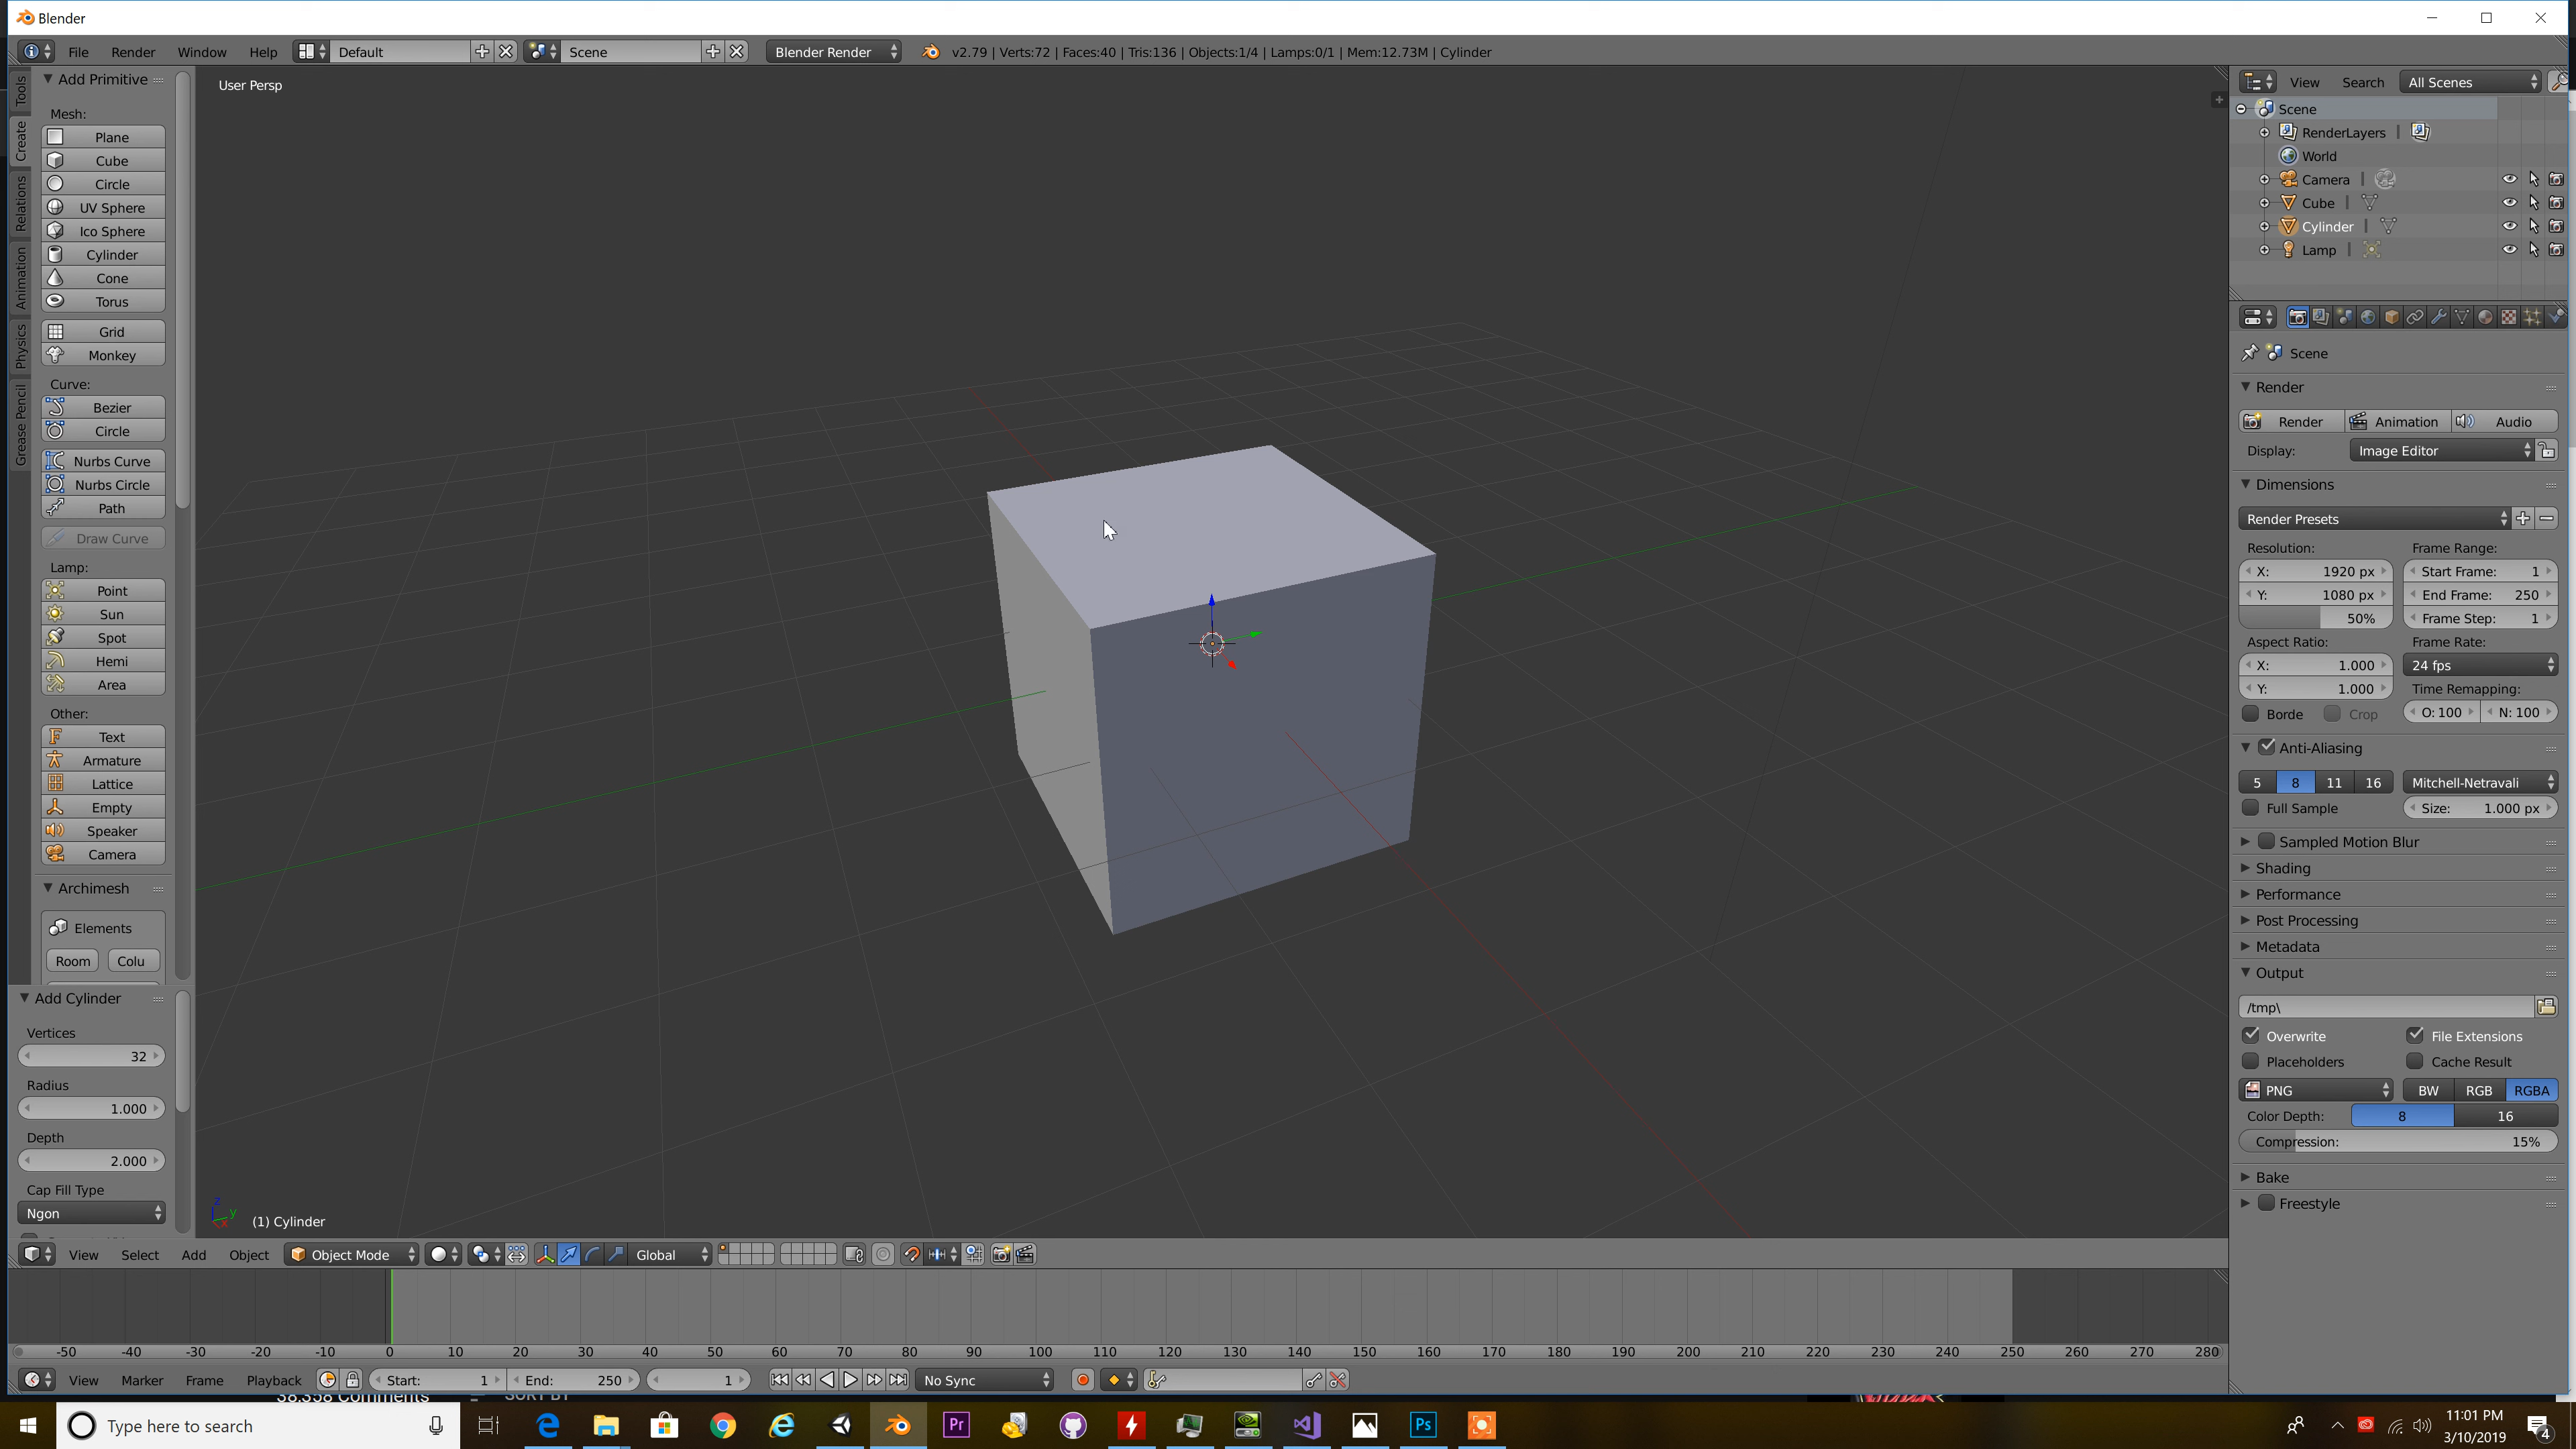 Blender
File Render Window Help Default Scene Blender Render v2.79 | Verts:72 | Faces:40 | Tris:136 | Objects:1/4 | Lamps:0/1 | Mem:12.73M | Cylinder
Tools
Create
Relations
Animation
Physics
Grease Pencil
Add Primitive
Mesh:
Plane
Cube
Circle
UV Sphere
Ico Sphere
Cylinder
Cone
Torus
Grid
Monkey
Curve:
Bezier
Circle
Nurbs Curve
Nurbs Circle
Path
Draw Curve
Lamp:
Point
Sun
Spot
Hemi
Area
Other:
Text
Armature
Lattice
Empty
Speaker
Camera
Archimesh
Elements
Room Colu
Add Cylinder
Vertices
32
Radius
1.000
Depth
2.000
Cap Fill Type
Ngon
User Persp
z
y
x
(1) Cylinder
View Select Add Object Object Mode Global
-50 -40 -30 -20 -10 0 10 20 30 40 50 60 70 80 90 100 110 120 130 140 150 160 170 180 190 200 210 220 230 240 250 260 270 280
View Marker Frame Playback Start: 1 End: 250 1 No Sync
View Search All Scenes
Scene
RenderLayers |
World
Camera |
Cube |
Cylinder |
Lamp |
Scene
Render
Render Animation Audio
Display: Image Editor
Dimensions
Render Presets
Resolution: Frame Range:
X: 1920 px Start Frame: 1
Y: 1080 px End Frame: 250
50% Frame Step: 1
Aspect Ratio: Frame Rate:
X: 1.000 24 fps
Y: 1.000 Time Remapping:
Borde Crop O: 100 N: 100
Anti-Aliasing
5 8 11 16 Mitchell-Netravali
Full Sample Size: 1.000 px
Sampled Motion Blur
Shading
Performance
Post Processing
Metadata
Output
/tmp\
Overwrite File Extensions
Placeholders Cache Result
PNG BW RGB RGBA
Color Depth: 8 16
Compression: 15%
Bake
Freestyle
38,358 Comments SORT BY
Type here to search
Pr
Ps
11:01 PM
3/10/2019
4